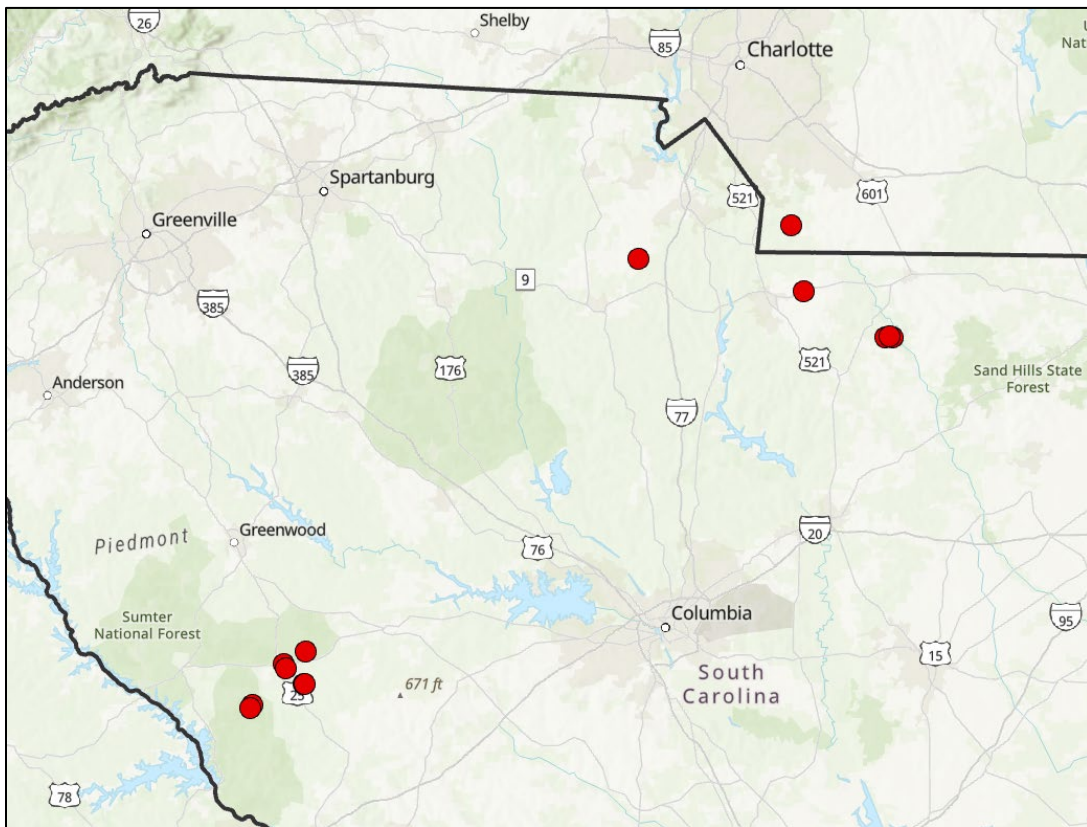 26
Shelby
85
Charlotte
U
Nat
Spartanburg
521
601
Greenville
9
385
385
176
521
Sand Hills State
Forest
Anderson
77
Piedmont
Greenwood
76
20
Sumter
National Forest
Columbia
95
15
671 ft
South
Carolina
25
78